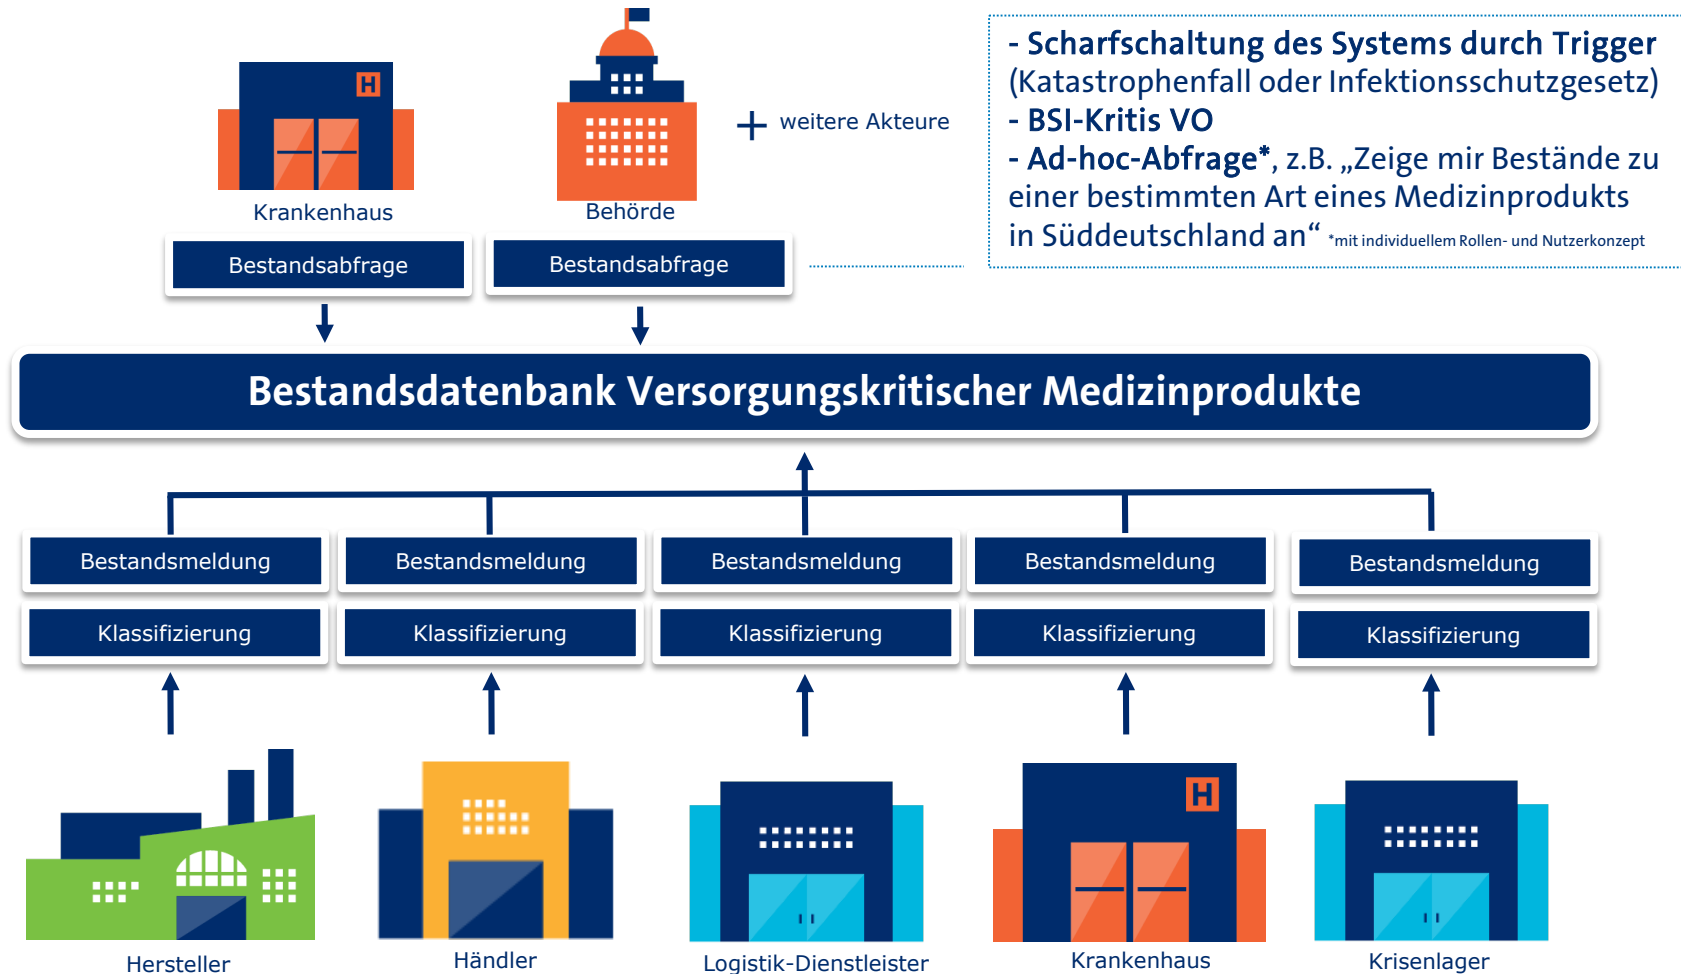 H
- Scharfschaltung des Systems durch Trigger
(Katastrophenfall oder Infektionsschutzgesetz)
- BSI-Kritis VO
- Ad-hoc-Abfrage*, z.B. „Zeige mir Bestände zu
einer bestimmten Art eines Medizinprodukts
in Süddeutschland an“ *mit individuellem Rollen- und Nutzerkonzept
+ weitere Akteure
Krankenhaus
Behörde
Bestandsabfrage
Bestandsabfrage
Bestandsdatenbank Versorgungskritischer Medizinprodukte
Bestandsmeldung
Bestandsmeldung
Bestandsmeldung
Bestandsmeldung
Bestandsmeldung
Klassifizierung
Klassifizierung
Klassifizierung
Klassifizierung
Klassifizierung
H
Hersteller
Händler
Logistik-Dienstleister
Krankenhaus
Krisenlager